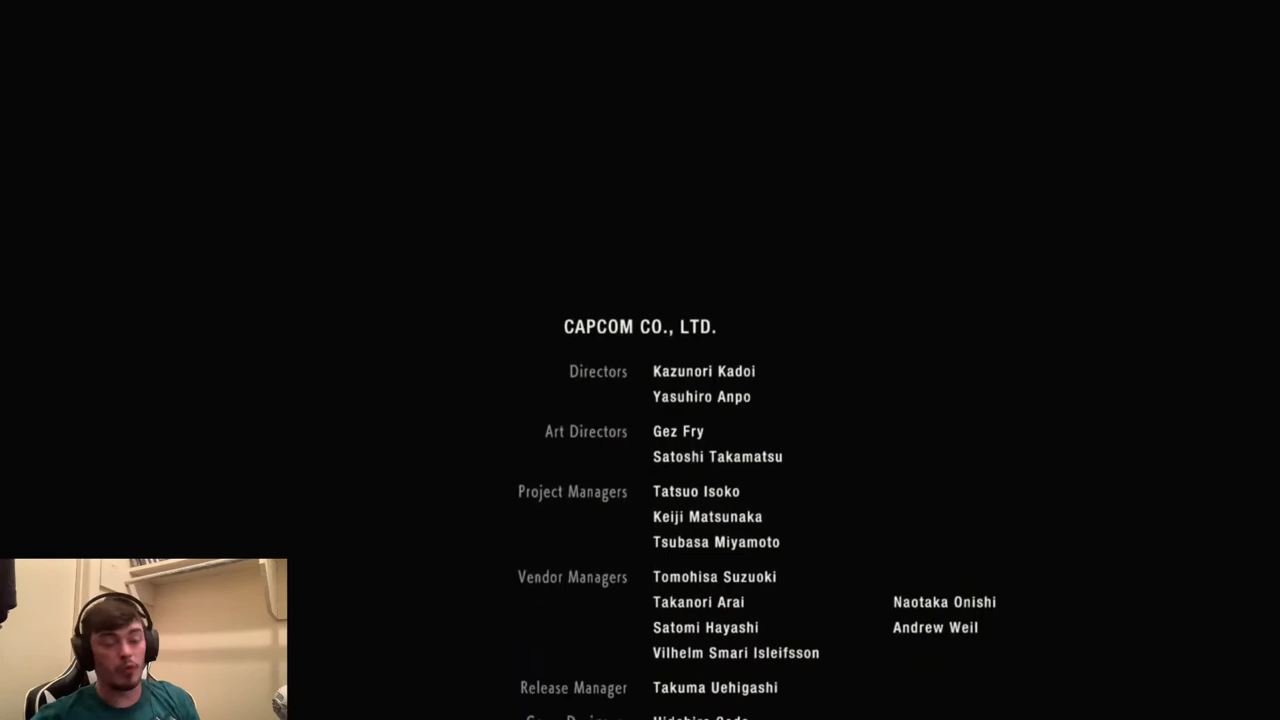 CAPCOM CO., LTD.
Directors Kazunori Kadoi
Yasuhiro Anpo
Art Directors Gez Fry
Satoshi Takamatsu
Project Managers Tatsuo Isoko
Keiji Matsunaka
Tsubasa Miyamoto
Vendor Managers Tomohisa Suzuoki
Takanori Arai Naotaka Onishi
Satomi Hayashi Andrew Weil
Vilhelm Smari Isleifsson
Release Manager Takuma Uehigashi